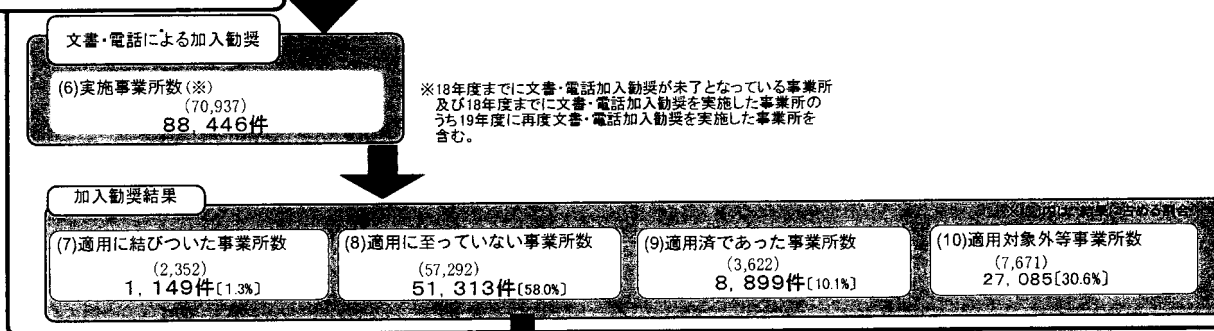 文書・電話による加入勧奨
(6)実施事業所数(※)
(70,937)
88,446件
※18年度までに文書・電話加入勧奨が未了となっている事業所
及び18年度までに文書・電話加入勧奨を実施した事業所の
うち19年度に再度文書・電話加入勧奨を実施した事業所を
含む。
加入勧奨結果
(7)適用に結びついた事業所数
(2,352)
1,149件[1.3%]
(8)適用に至っていない事業所数
(57,292)
51,313件[58.0%]
(9)適用済であった事業所数
(3,622)
8,899件[10.1%]
(10)適用対象外等事業所数
(7,671)
27,085[30.6%]